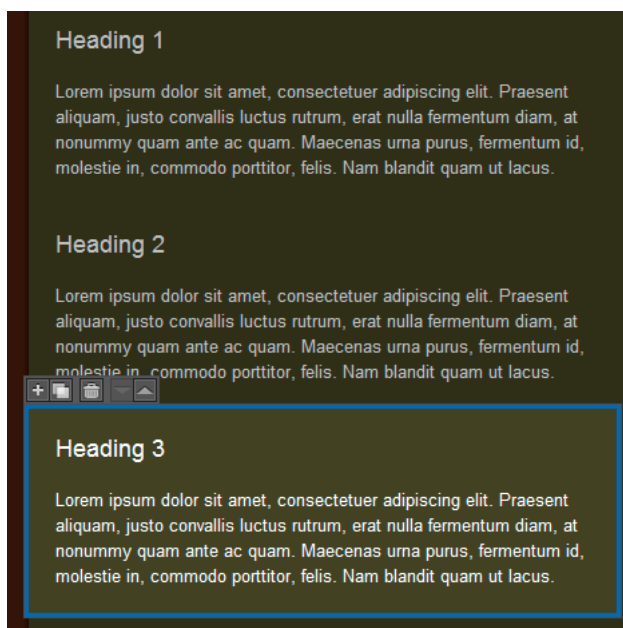 Heading 1
Lorem ipsum dolor sit amet, consectetuer adipiscing elit. Praesent
aliquam, justo convallis luctus rutrum, erat nulla fermentum diam, at
nonummy quam ante ac quam. Maecenas urna purus, fermentum id,
molestie in, commodo porttitor, felis. Nam blandit quam ut lacus.
Heading 2
Lorem ipsum dolor sit amet, consectetuer adipiscing elit. Praesent
aliquam, justo convallis luctus rutrum, erat nulla fermentum diam, at
nonummy quam ante ac quam. Maecenas urna purus, fermentum id,
molestie in, commodo porttitor, felis. Nam blandit quam ut lacus.
Heading 3
Lorem ipsum dolor sit amet, consectetuer adipiscing elit. Praesent
aliquam, justo convallis luctus rutrum, erat nulla fermentum diam, at
nonummy quam ante ac quam. Maecenas urna purus, fermentum id,
molestie in, commodo porttitor, felis. Nam blandit quam ut lacus.